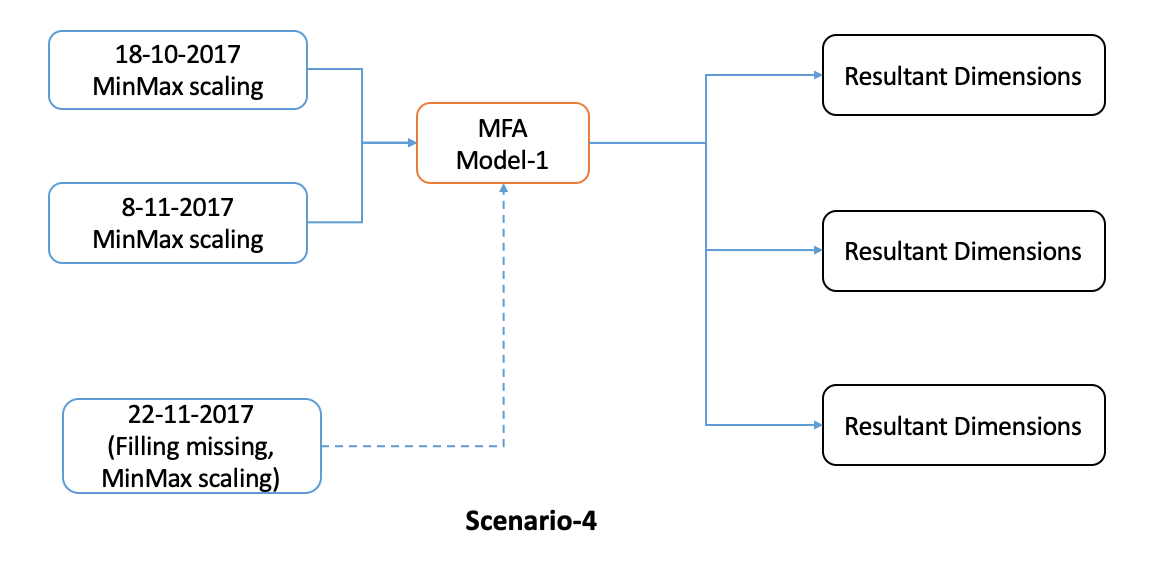 18-10-2017
MinMax scaling
8-11-2017
MinMax scaling
22-11-2017
(Filling missing,
MinMax scaling)
MFA
Model-1
Resultant Dimensions
Resultant Dimensions
Resultant Dimensions
Scenario-4